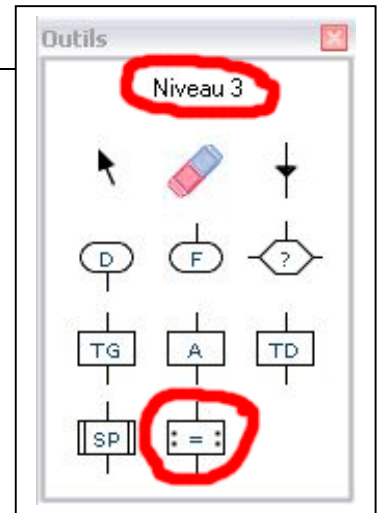 Outils
Niveau 3
D F ?
TG A TD
SP : = :